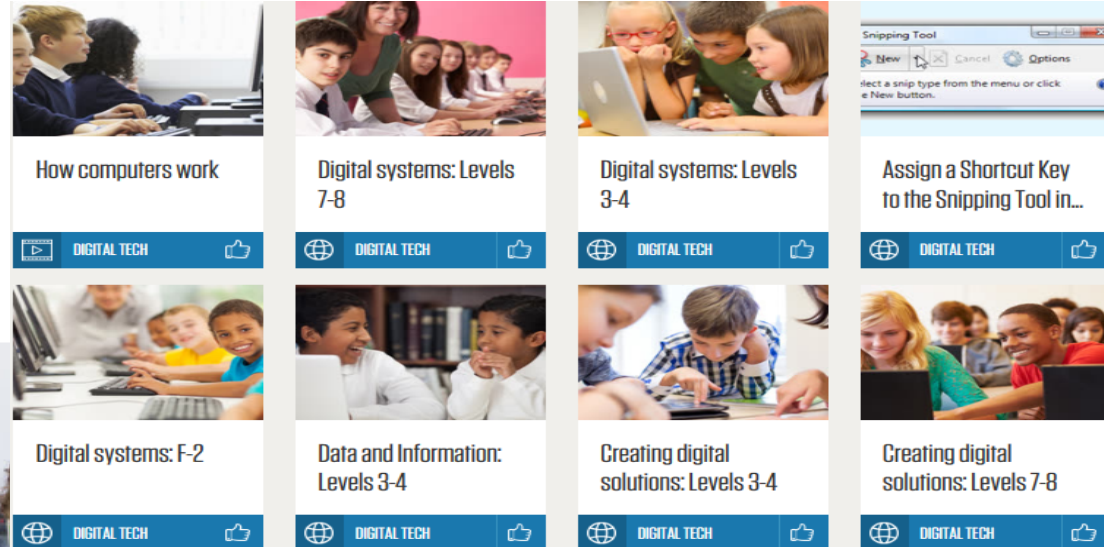 Snipping Tool
New
Cancel
Options
a snip type from the menu or click
New button.
How computers work
Digital systems: Levels
7-8
Digital systems: Levels
3-4
Assign a Shortcut Key
to the Snipping Tool in...
DIGITAL TECH
DIGITAL TECH
DIGITAL TECH
DIGITAL TECH
Digital systems: F-2
Data and Information:
Levels 3-4
Creating digital
solutions: Levels 3-4
Creating digital
solutions: Levels 7-8
DIGITAL TECH
DIGITAL TECH
DIGITAL TECH
DIGITAL TECH